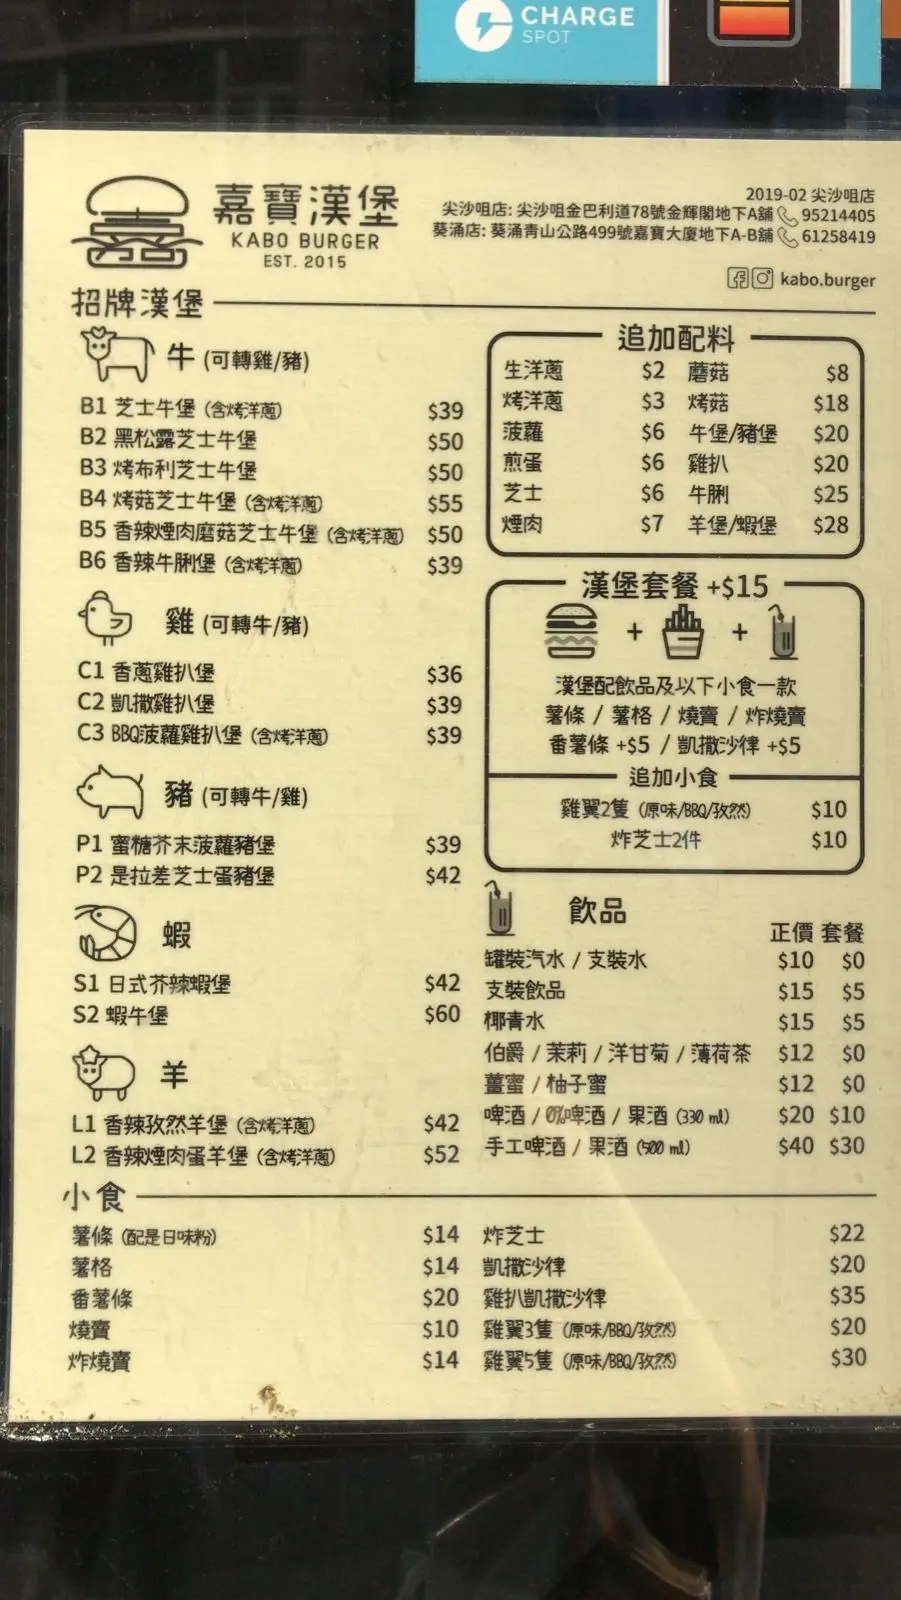 CHARGE
SPOT
嘉寶漢堡
KABO BURGER
EST. 2015
2019-02 尖沙咀店
尖沙咀店: 尖沙咀金巴利道78號金輝閣地下A舖 95214405
葵涌店: 葵涌青山公路499號嘉寶大廈地下A-B舖 61258419
kabo.burger
招牌漢堡
牛 (可轉雞/豬)
B1 芝士牛堡 (含烤洋蔥) $39
B2 黑松露芝士牛堡 $50
B3 烤布利芝士牛堡 $50
B4 烤菇芝士牛堡 (含烤洋蔥) $55
B5 香辣煙肉磨菇芝士牛堡 (含烤洋蔥) $50
B6 香辣牛脷堡 (含烤洋蔥) $39
雞 (可轉牛/豬)
C1 香蔥雞扒堡 $36
C2 凱撒雞扒堡 $39
C3 BBQ菠蘿雞扒堡 (含烤洋蔥) $39
豬 (可轉牛/雞)
P1 蜜糖芥末菠蘿豬堡 $39
P2 是拉差芝士蛋豬堡 $42
蝦
S1 日式芥辣蝦堡 $42
S2 蝦牛堡 $60
羊
L1 香辣孜然羊堡 (含烤洋蔥) $42
L2 香辣煙肉蛋羊堡 (含烤洋蔥) $52
追加配料
生洋蔥 $2 蘑菇 $8
烤洋蔥 $3 烤菇 $18
菠蘿 $6 牛堡/豬堡 $20
煎蛋 $6 雞扒 $20
芝士 $6 牛脷 $25
煙肉 $7 羊堡/蝦堡 $28
漢堡套餐 +$15
+ +
漢堡配飲品及以下小食一款
薯條 / 薯格 / 燒賣 / 炸燒賣
番薯條 +$5 / 凱撒沙律 +$5
追加小食
雞翼2隻 (原味/BBQ/孜然) $10
炸芝士2件 $10
飲品
正價 套餐
罐裝汽水 / 支裝水 $10 $0
支裝飲品 $15 $5
椰青水 $15 $5
伯爵 / 茉莉 / 洋甘菊 / 薄荷茶 $12 $0
薑蜜 / 柚子蜜 $12 $0
啤酒 / 0%啤酒 / 果酒 (330 ml) $20 $10
手工啤酒 / 果酒 (500 ml) $40 $30
小食
薯條 (配是日味粉) $14
薯格 $14
番薯條 $20
燒賣 $10
炸燒賣 $14
炸芝士 $22
凱撒沙律 $20
雞扒凱撒沙律 $35
雞翼3隻 (原味/BBQ/孜然) $20
雞翼5隻 (原味/BBQ/孜然) $30